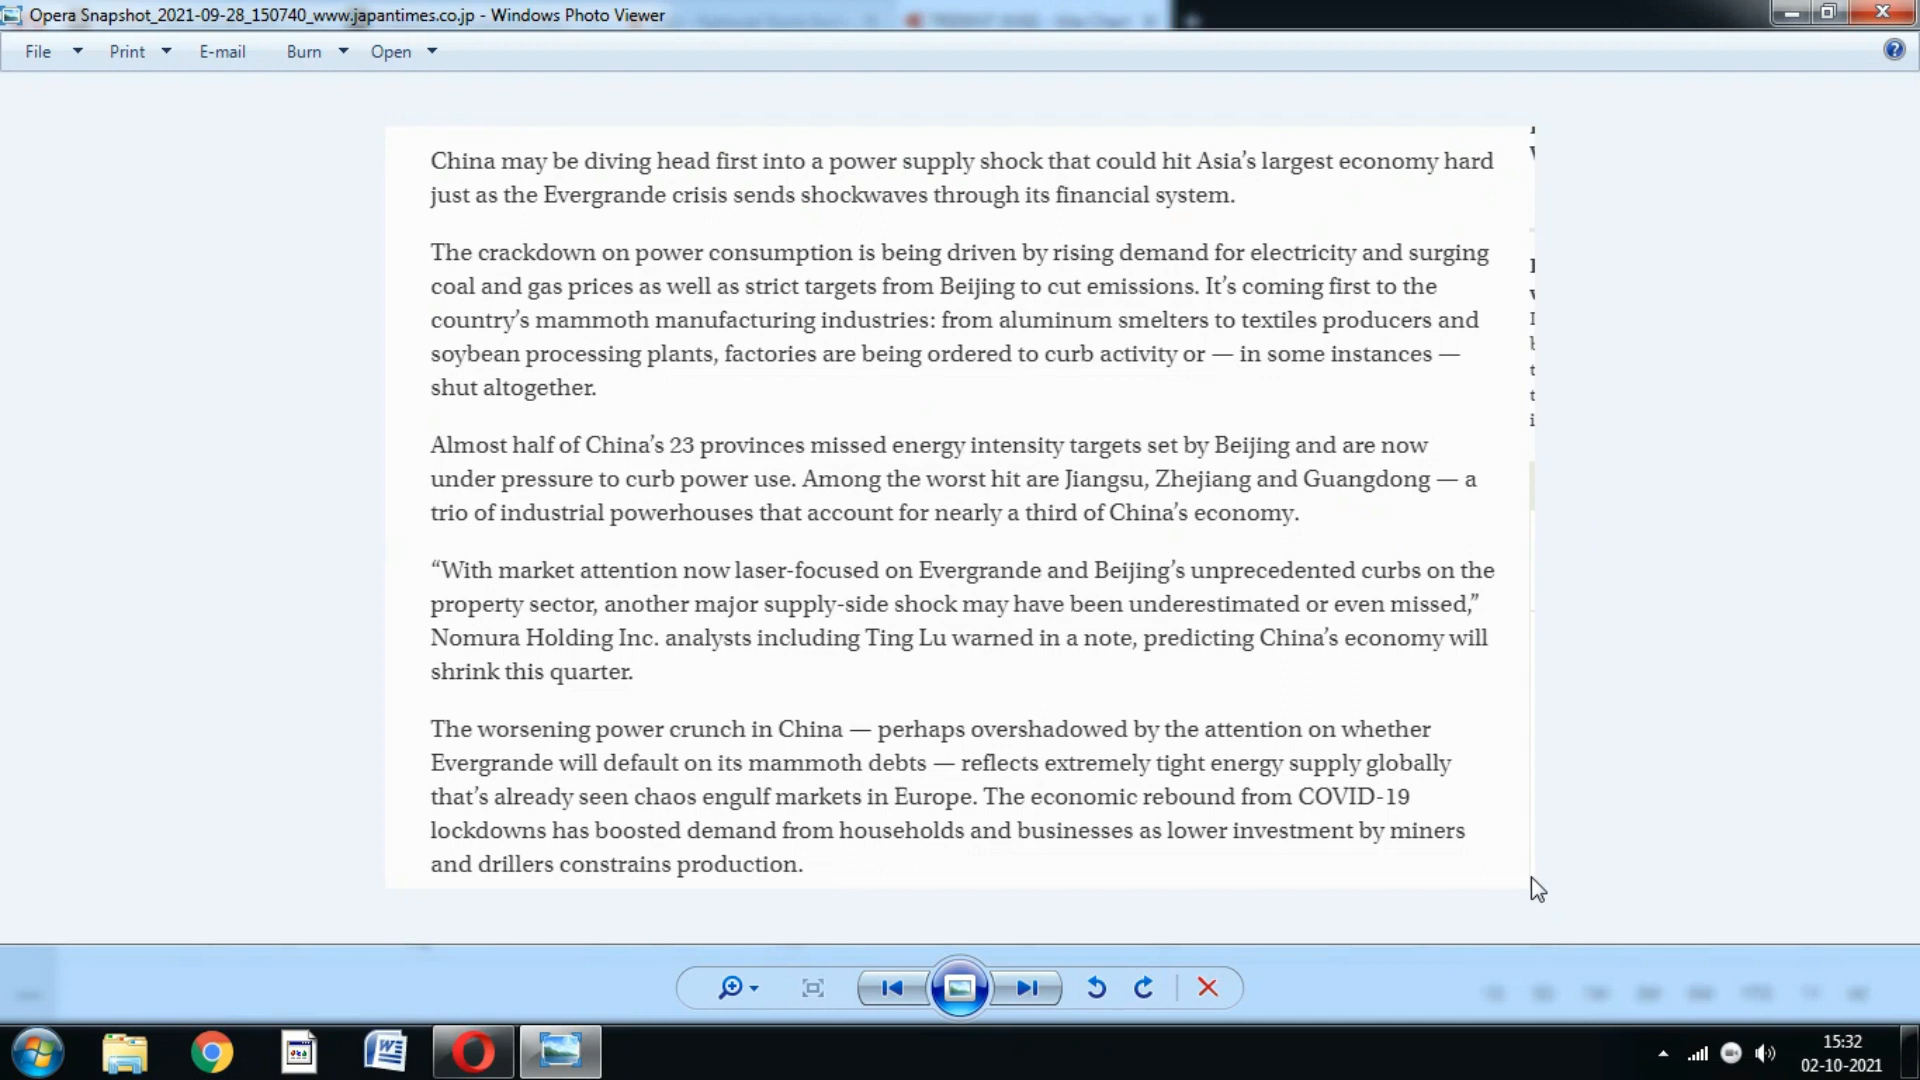 Opera Snapshot_2021-09-28_150740_www.japantimes.co.jp - Windows Photo Viewer
File Print E-mail Burn Open
China may be diving head first into a power supply shock that could hit Asia’s largest economy hard
just as the Evergrande crisis sends shockwaves through its financial system.
The crackdown on power consumption is being driven by rising demand for electricity and surging
coal and gas prices as well as strict targets from Beijing to cut emissions. It’s coming first to the
country’s mammoth manufacturing industries: from aluminum smelters to textiles producers and
soybean processing plants, factories are being ordered to curb activity or — in some instances —
shut altogether.
Almost half of China’s 23 provinces missed energy intensity targets set by Beijing and are now
under pressure to curb power use. Among the worst hit are Jiangsu, Zhejiang and Guangdong — a
trio of industrial powerhouses that account for nearly a third of China’s economy.
“With market attention now laser-focused on Evergrande and Beijing’s unprecedented curbs on the
property sector, another major supply-side shock may have been underestimated or even missed,”
Nomura Holding Inc. analysts including Ting Lu warned in a note, predicting China’s economy will
shrink this quarter.
The worsening power crunch in China — perhaps overshadowed by the attention on whether
Evergrande will default on its mammoth debts — reflects extremely tight energy supply globally
that’s already seen chaos engulf markets in Europe. The economic rebound from COVID-19
lockdowns has boosted demand from households and businesses as lower investment by miners
and drillers constrains production.
15:32
02-10-2021